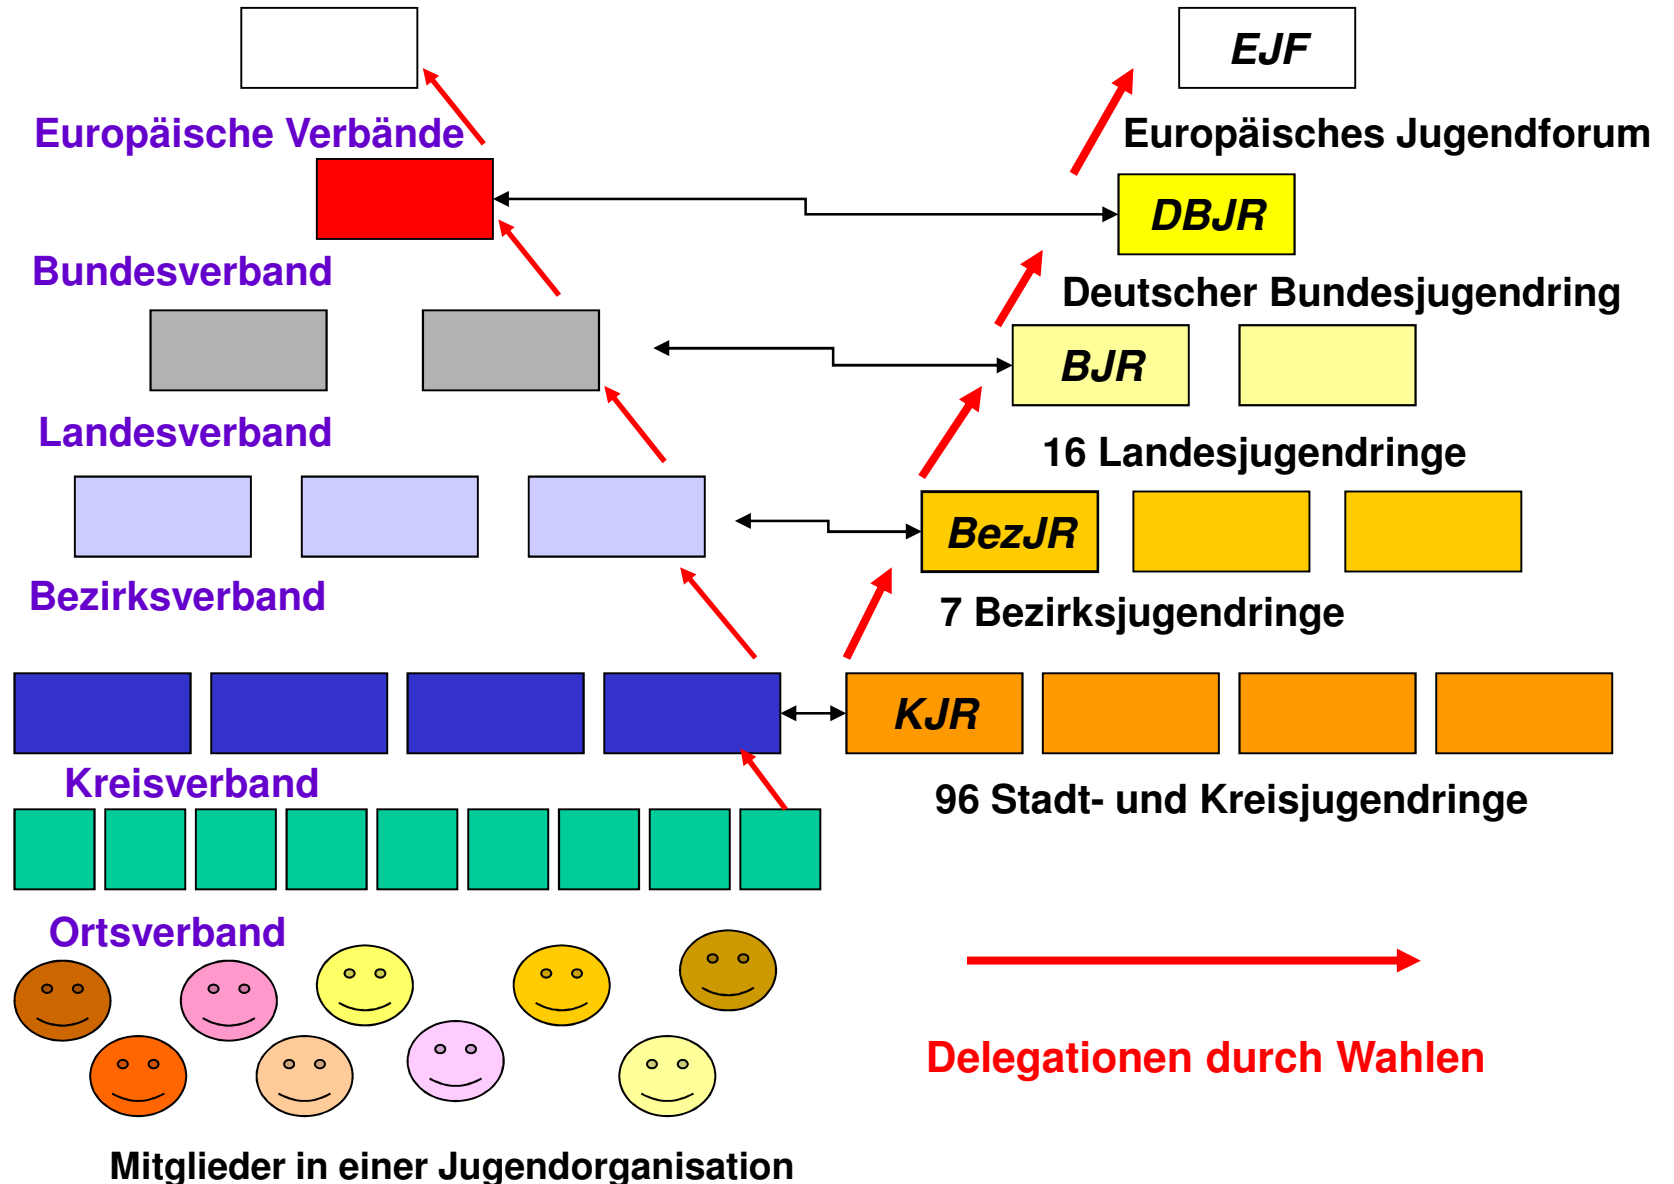 EJF
Europäische Verbände
Europäisches Jugendforum
DBJR
Bundesverband
Deutscher Bundesjugendring
BJR
Landesverband
16 Landesjugendringe
BezJR
Bezirksverband
7 Bezirksjugendringe
KJR
Kreisverband
96 Stadt- und Kreisjugendringe
Ortsverband
Delegationen durch Wahlen
Mitglieder in einer Jugendorganisation